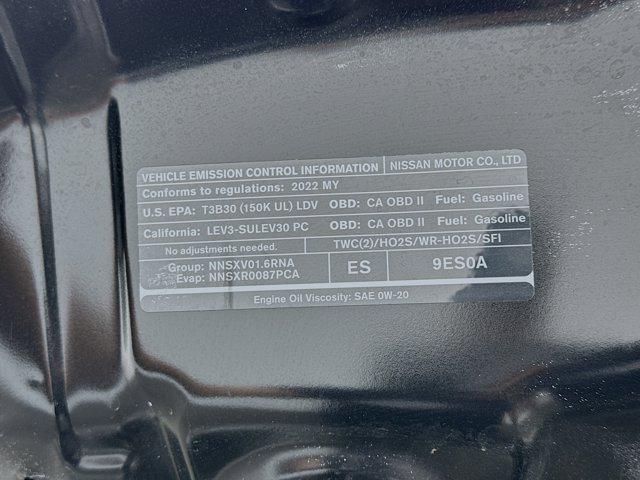 VEHICLE EMISSION CONTROL INFORMATION NISSAN MOTOR CO., LTD
Conforms to regulations: 2022 MY
U.S. EPA: T3B30 (150K UL) LDV OBD: CA OBD II Fuel: Gasoline
California: LEV3-SULEV30 PC OBD: CA OBD II Fuel: Gasoline
No adjustments needed. TWC(2)/HO2S/WR-HO2S/SFI
Group: NNSXV01.6RNA ES 9ES0A
Evap: NNSXR0087PCA
Engine Oil Viscosity: SAE 0W-20